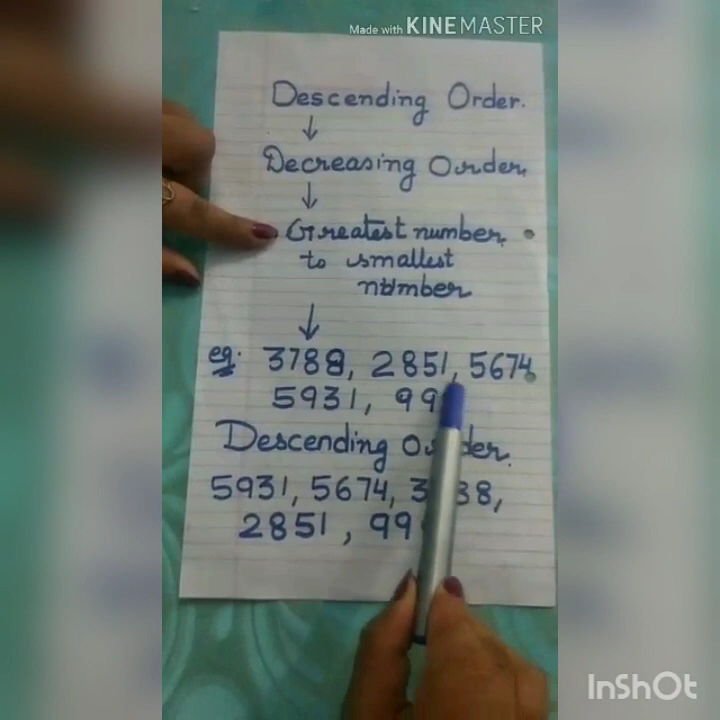 Made with KINEMASTER
Descending Order.
↓
Decreasing Order.
↓
Greatest number.
to smallest
number
↓
eg. 3788, 2851, 5674
5931,
Descending
5931, 5674,
2851,
InShOt